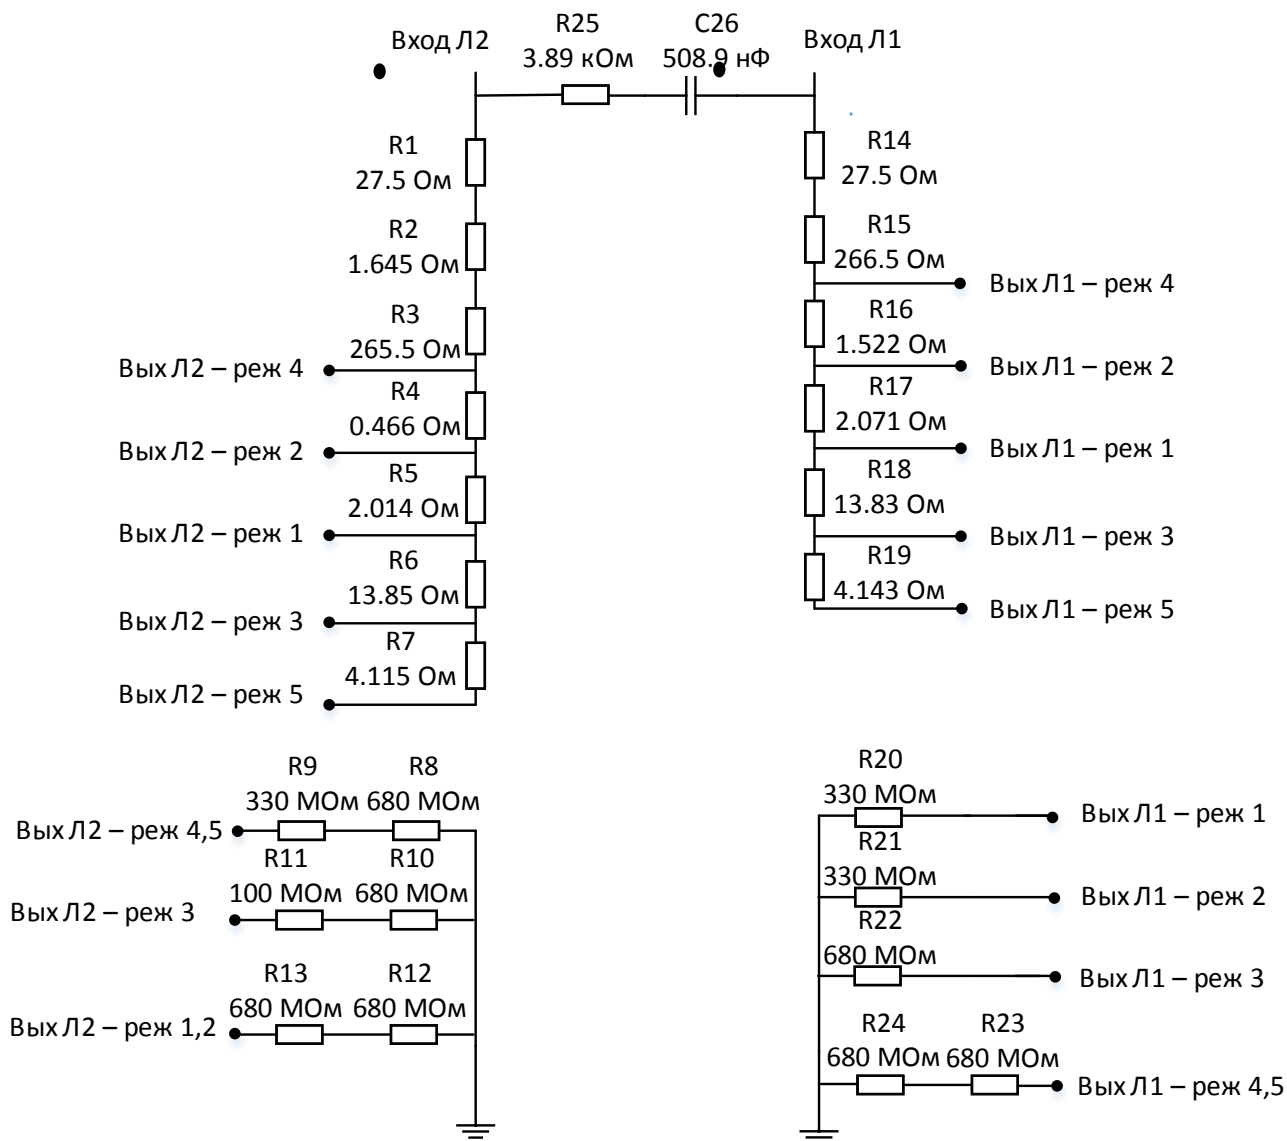 R25
C26
Вход Л2
3.89 кОм
508.9 нФ
Вход Л1
R1
27.5 Ом
R2
1.645 Ом
R3
265.5 Ом
Вых Л2 – реж 4
R4
0.466 Ом
Вых Л2 – реж 2
R5
2.014 Ом
Вых Л2 – реж 1
R6
13.85 Ом
Вых Л2 – реж 3
R7
4.115 Ом
Вых Л2 – реж 5
R14
27.5 Ом
R15
266.5 Ом
Вых Л1 – реж 4
R16
1.522 Ом
Вых Л1 – реж 2
R17
2.071 Ом
Вых Л1 – реж 1
R18
13.83 Ом
Вых Л1 – реж 3
R19
4.143 Ом
Вых Л1 – реж 5
R9
R8
330 МОм
680 МОм
Вых Л2 – реж 4,5
R11
R10
100 МОм
680 МОм
Вых Л2 – реж 3
R13
R12
680 МОм
680 МОм
Вых Л2 – реж 1,2
R20
330 МОм
Вых Л1 – реж 1
R21
330 МОм
Вых Л1 – реж 2
R22
680 МОм
Вых Л1 – реж 3
R24
R23
680 МОм
680 МОм
Вых Л1 – реж 4,5